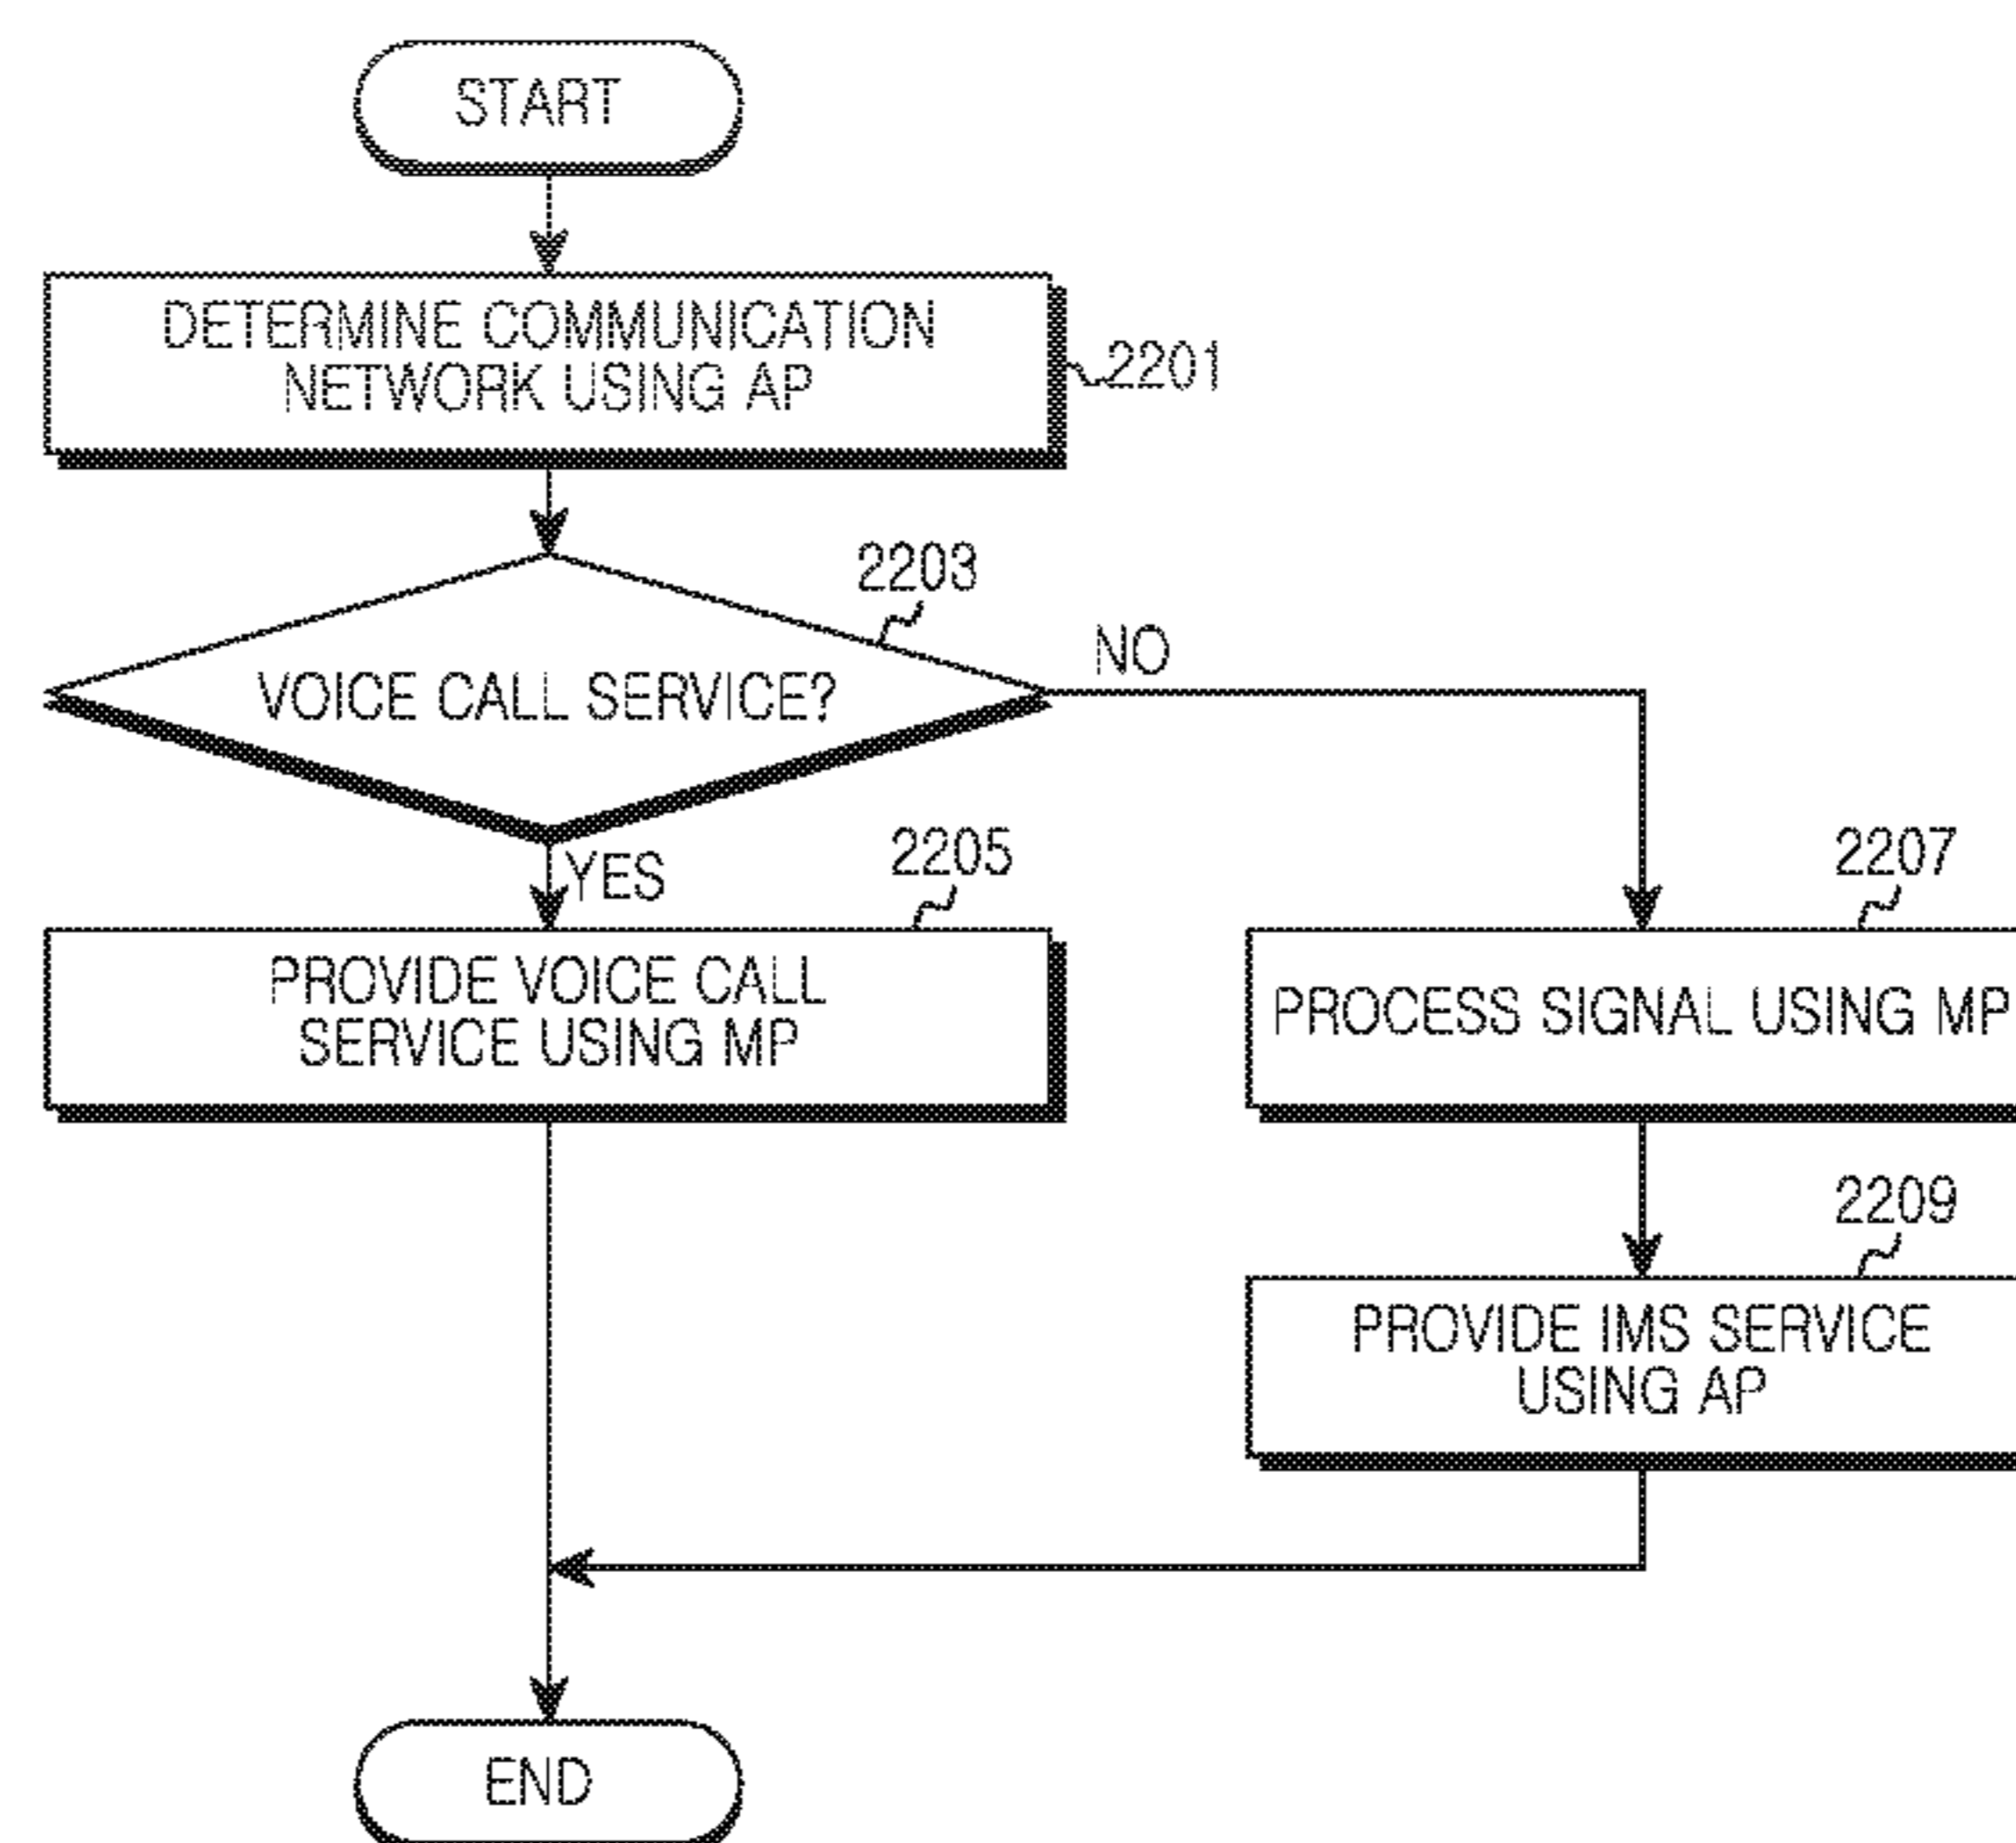 START
DETERMINE COMMUNICATION
NETWORK USING AP
2201
2203
VOICE CALL SERVICE?
NO
YES
2205
PROVIDE VOICE CALL
SERVICE USING MP
2207
PROCESS SIGNAL USING MP
2209
PROVIDE IMS SERVICE
USING AP
END